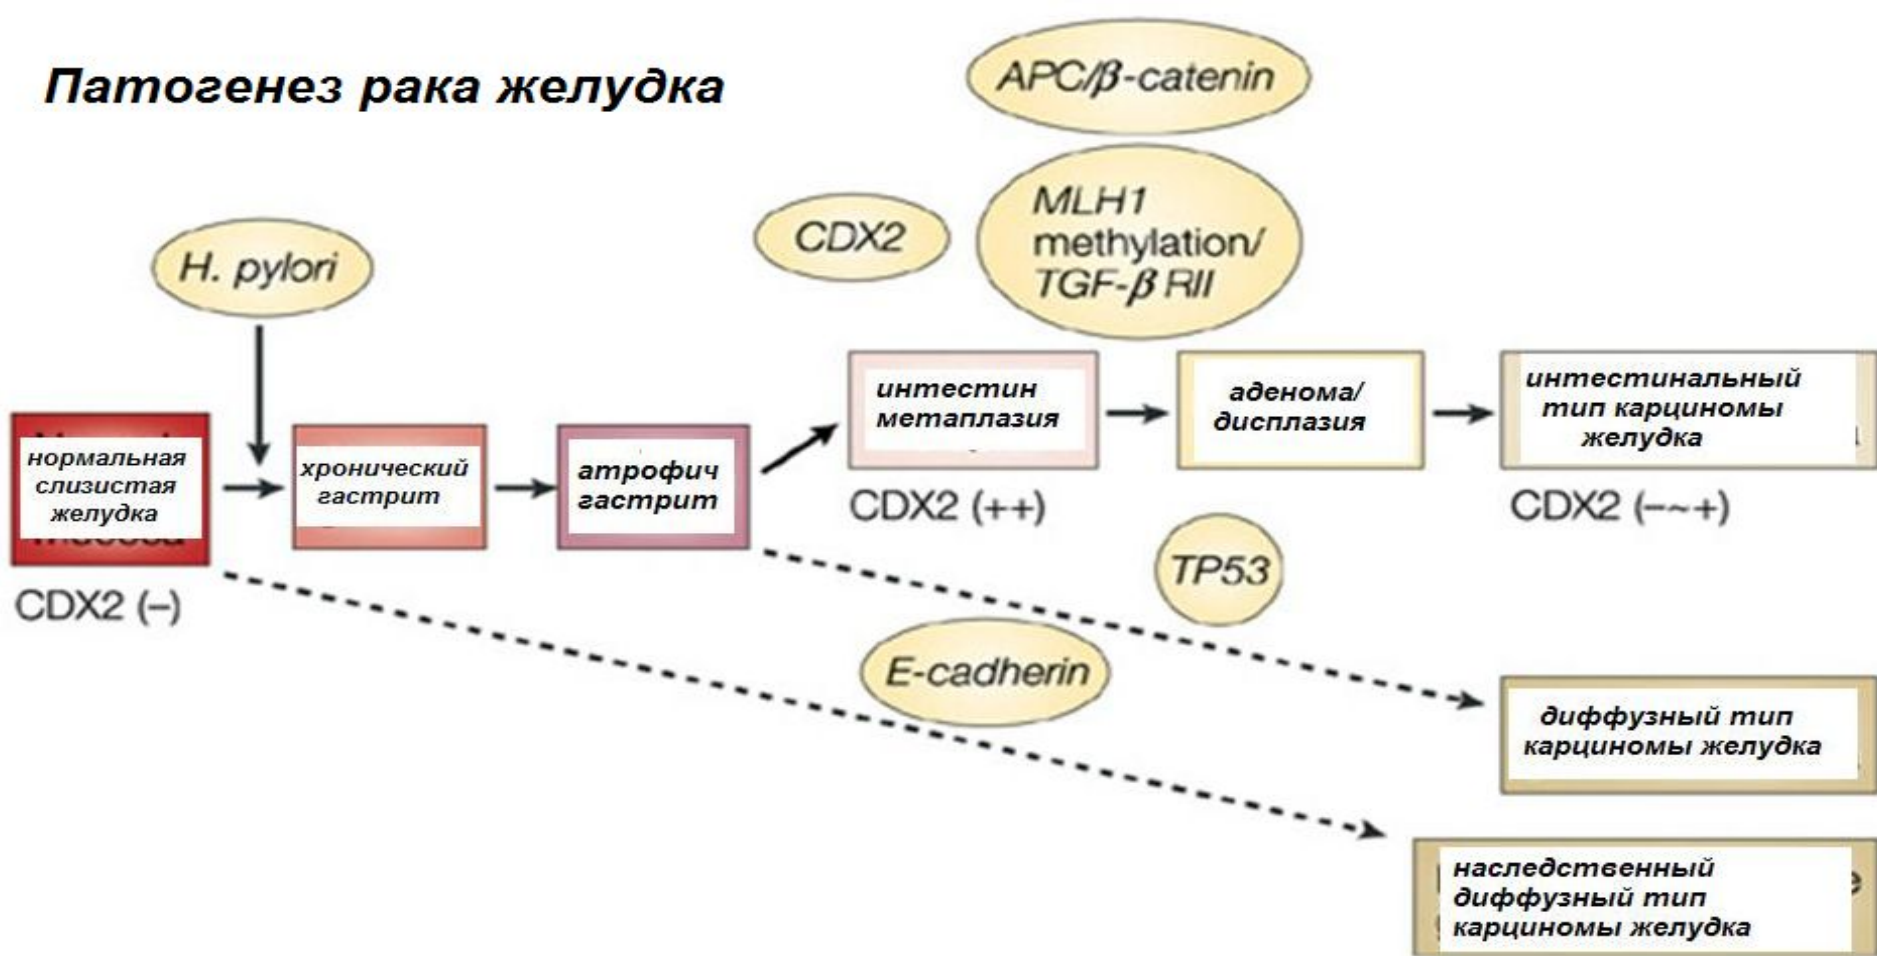 Патогенез рака желудка
APC/β-catenin
MLH1
methylation/
TGF-β RII
CDX2
H. pylori
нормальная
слизистая
желудка
CDX2 (–)
хронический
гастрит
атрофич
гастрит
интестин
метаплазия
CDX2 (++)
аденома/
дисплазия
интестинальный
тип карциномы
желудка
CDX2 (–~+)
TP53
E-cadherin
диффузный тип
карциномы желудка
наследственный
диффузный тип
карциномы желудка